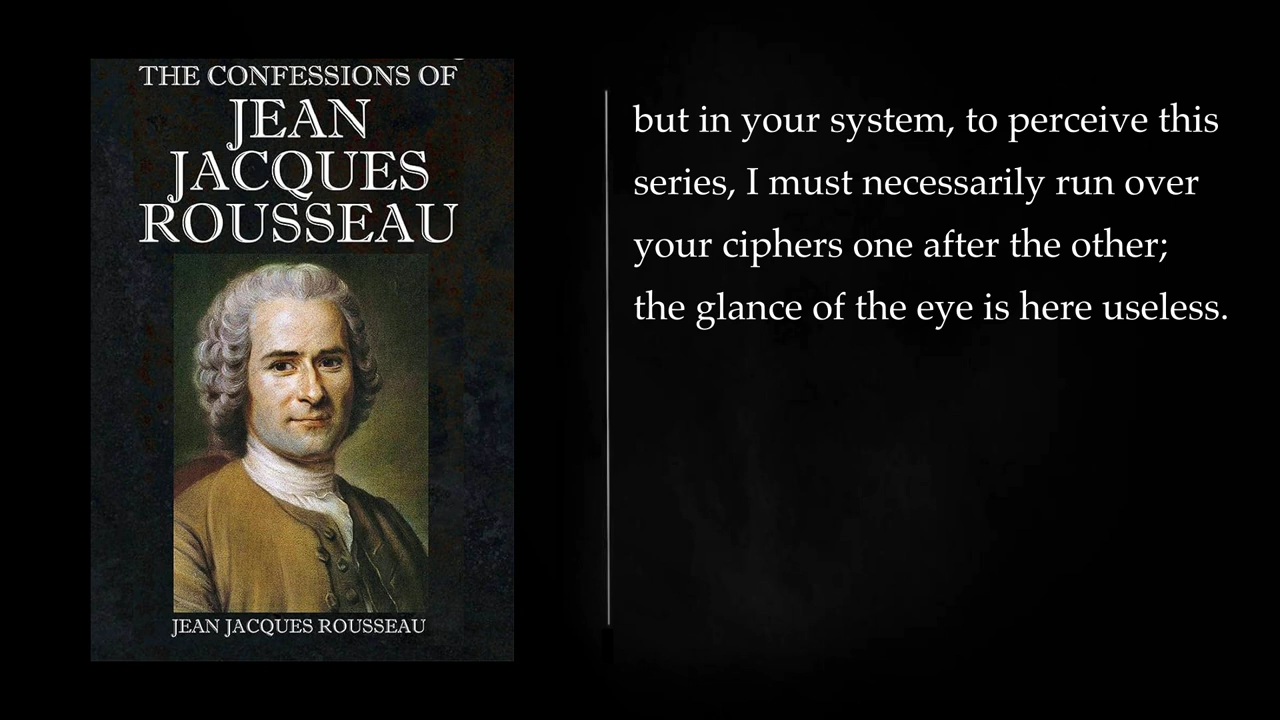 THE CONFESSIONS OF
JEAN
JACQUES
ROUSSEAU
JEAN JACQUES ROUSSEAU
but in your system, to perceive this
series, I must necessarily run over
your ciphers one after the other;
the glance of the eye is here useless.